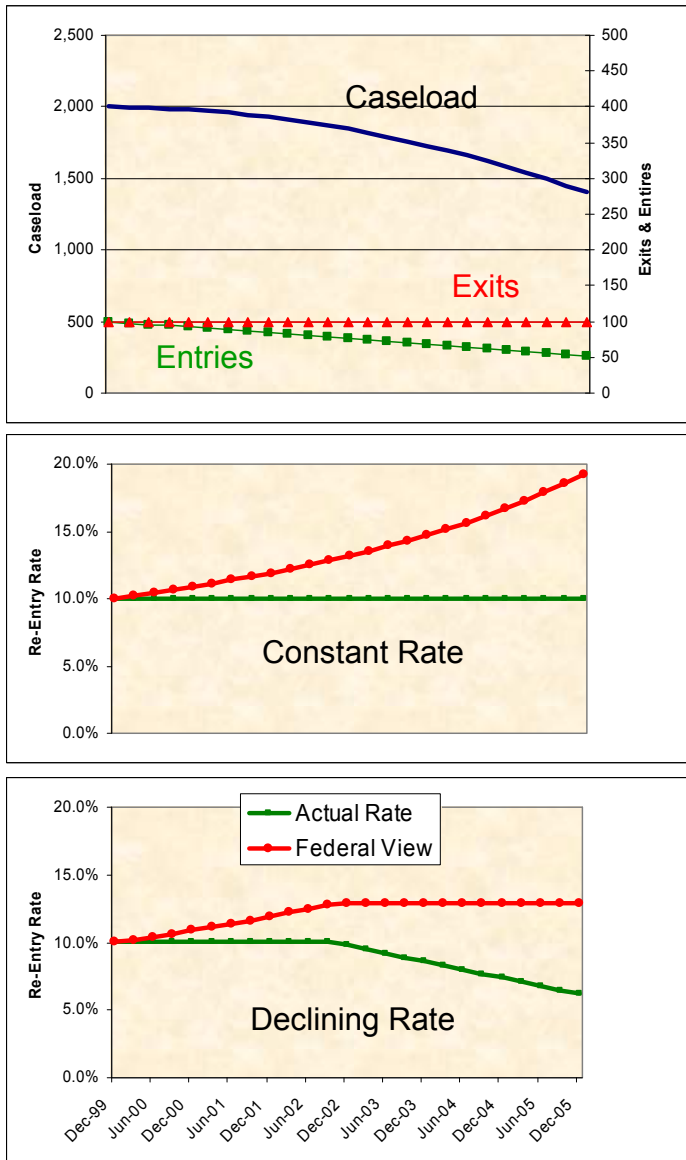 2,500
2,000
1,500
1,000
500
0
Caseload
500
450
400
350
300
250
200
150
100
50
0
Exits & Entires
Caseload
Exits
Entries
20.0%
15.0%
10.0%
5.0%
0.0%
Re-Entry Rate
Constant Rate
20.0%
15.0%
10.0%
5.0%
0.0%
Re-Entry Rate
Actual Rate
Federal View
Declining Rate
Dec-99
Jun-00
Dec-00
Jun-01
Dec-01
Jun-02
Dec-02
Jun-03
Dec-03
Jun-04
Dec-04
Jun-05
Dec-05